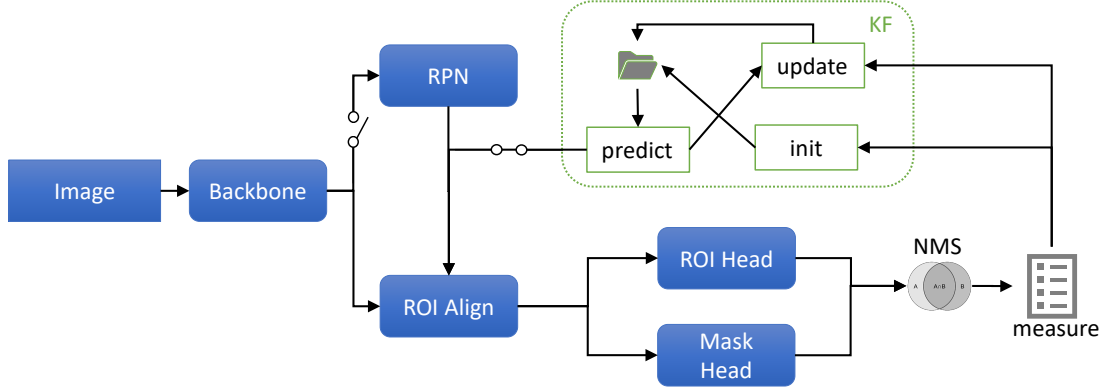 KF
RPN
update
predict
init
Image
Backbone
ROI Head
NMS
A
A∩B
B
ROI Align
measure
Mask
Head